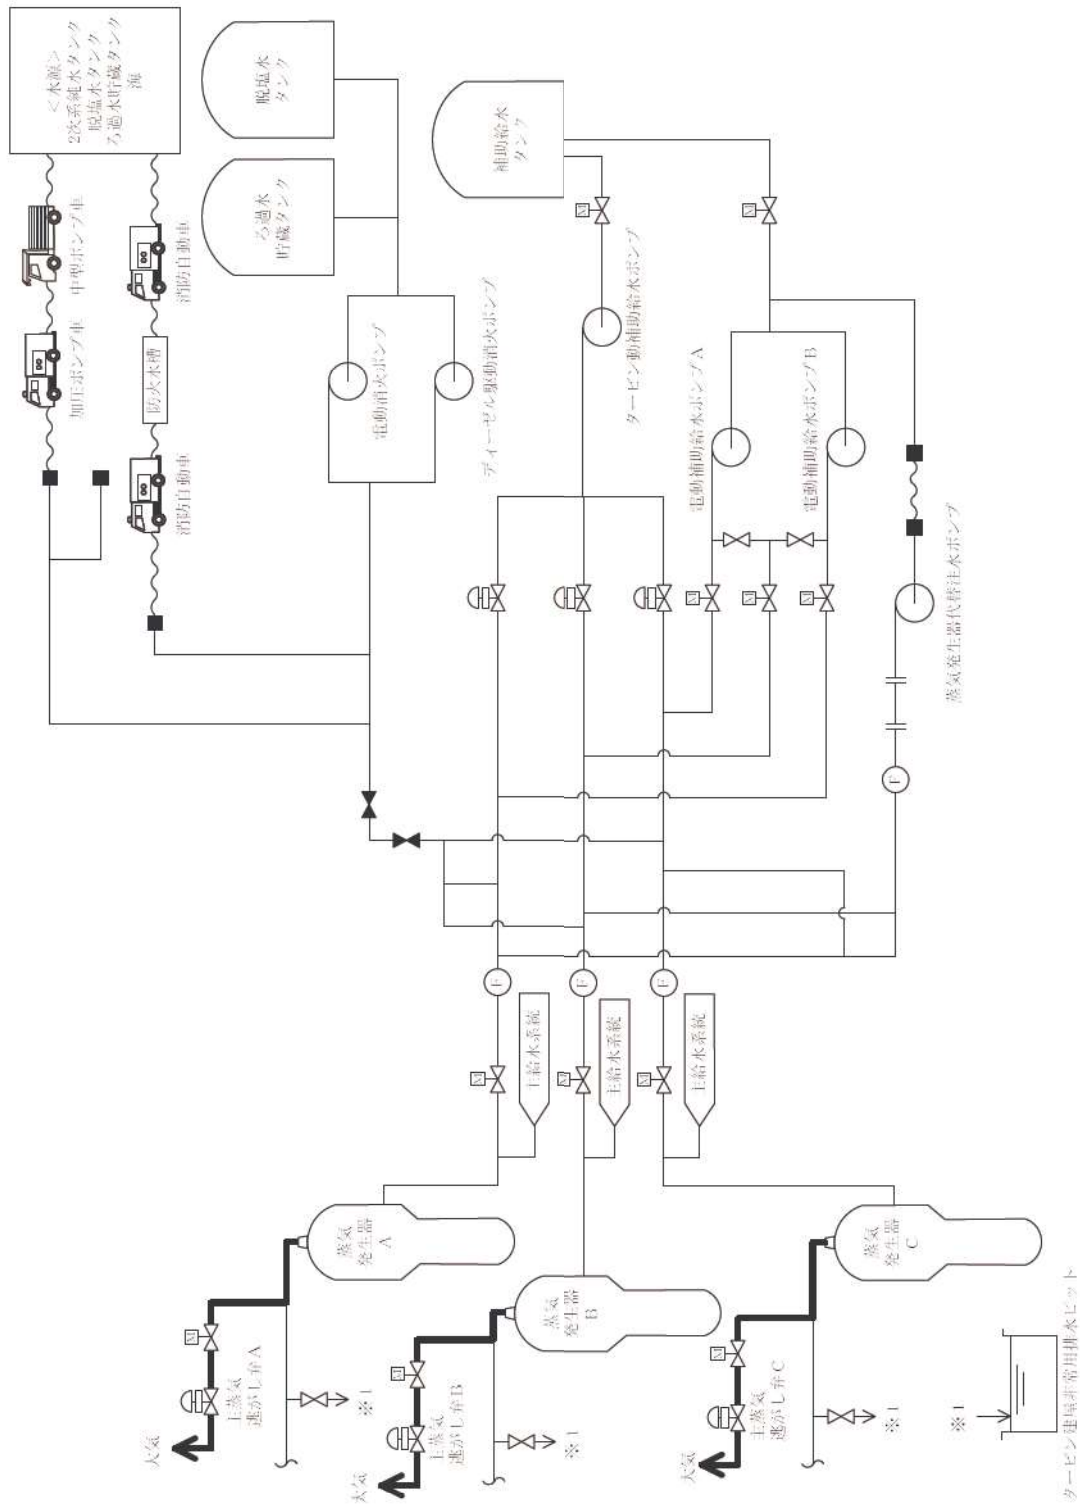 ＜水源＞
2次系純水タンク
脱塩水タンク
ろ過水貯蔵タンク
海
中型ポンプ車
加圧ポンプ車
消防自動車
防火水槽
消防自動車
脱塩水
タンク
ろ過水
貯蔵タンク
電動消火ポンプ
ディーゼル駆動消火ポンプ
補助給水
タンク
M
M
タービン動補助給水ポンプ
電動補助給水ポンプA
電動補助給水ポンプB
M
M
M
蒸気発生器代替注水ポンプ
F
F
F
F
M
M
M
主給水系統
主給水系統
主給水系統
蒸気
発生器
A
蒸気
発生器
B
蒸気
発生器
C
M
主蒸気
逃がし弁A
大気
※1
M
主蒸気
逃がし弁B
大気
※1
M
主蒸気
逃がし弁C
大気
※1
※1
タービン建屋非常用排水ピット